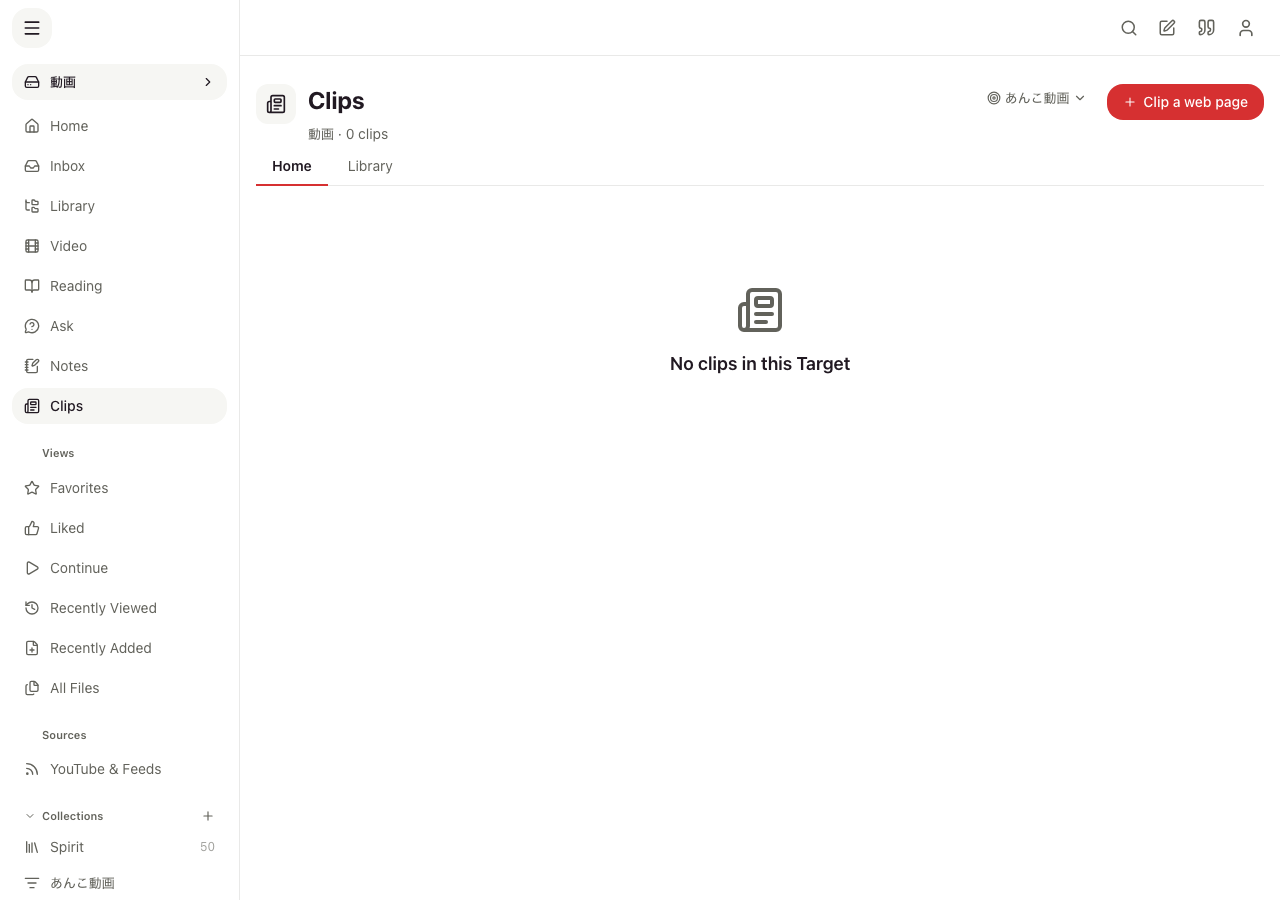 動画
Home
Inbox
Library
Video
Reading
Ask
Notes
Clips
Views
Favorites
Liked
Continue
Recently Viewed
Recently Added
All Files
Sources
YouTube & Feeds
Collections
Spirit 50
あんこ動画
Clips
動画 · 0 clips
あんこ動画
Clip a web page
Home Library
No clips in this Target